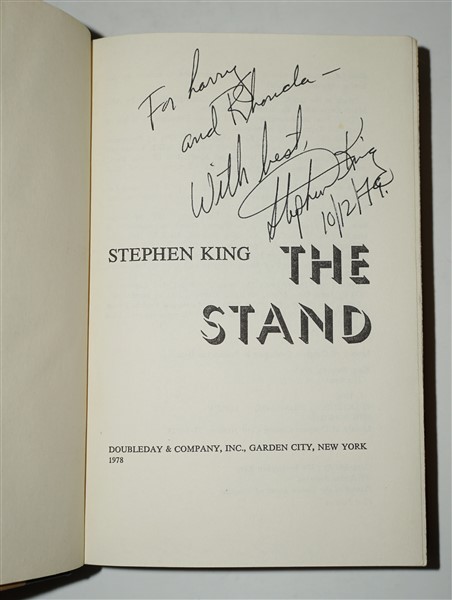 For Larry
and Rhonda —
With best,
Stephen King
10/12/79.
STEPHEN KING
THE
STAND
DOUBLEDAY & COMPANY, INC., GARDEN CITY, NEW YORK
1978